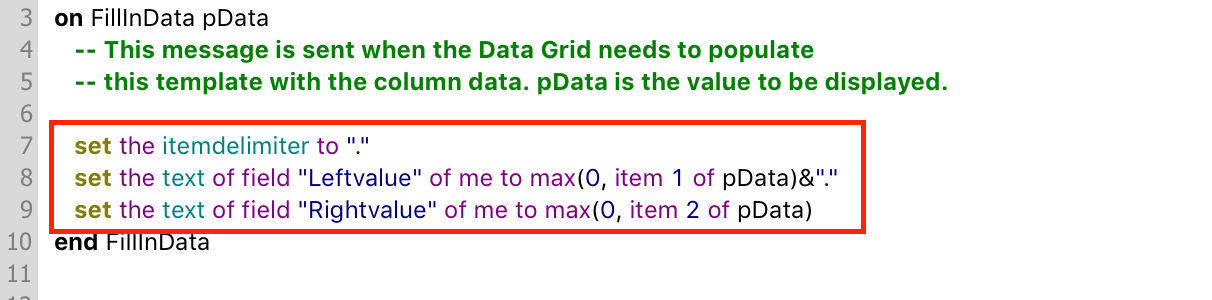 3 on FillInData pData
4 -- This message is sent when the Data Grid needs to populate
5 -- this template with the column data. pData is the value to be displayed.
6
7 set the itemdelimiter to "."
8 set the text of field "Leftvalue" of me to max(0, item 1 of pData)&"."
9 set the text of field "Rightvalue" of me to max(0, item 2 of pData)
10 end FillInData
11